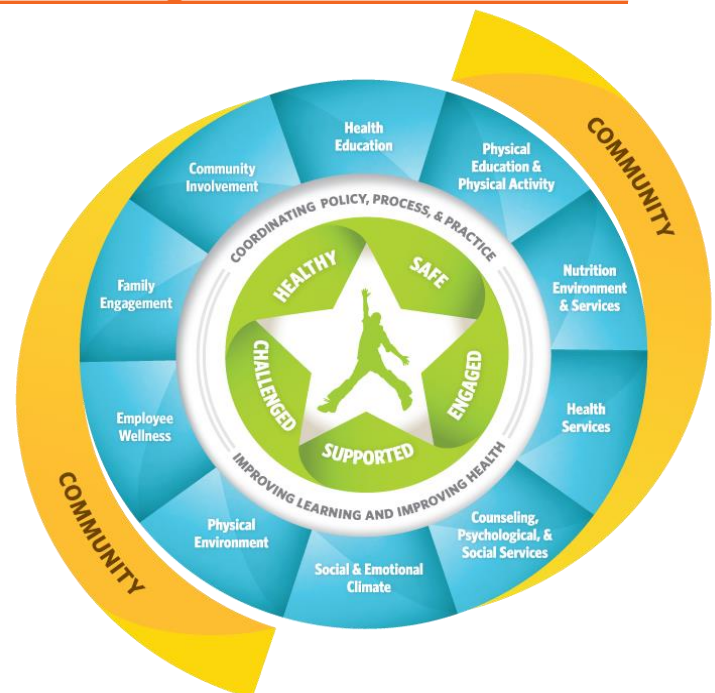 COMMUNITY
Health
Education
Physical
Education &
Physical Activity
Nutrition
Environment
& Services
Health
Services
Counseling,
Psychological, &
Social Services
Social & Emotional
Climate
Physical
Environment
Employee
Wellness
Family
Engagement
Community
Involvement
COORDINATING POLICY, PROCESS, & PRACTICE
IMPROVING LEARNING AND IMPROVING HEALTH
HEALTHY
SAFE
ENGAGED
SUPPORTED
CHALLENGED
COMMUNITY